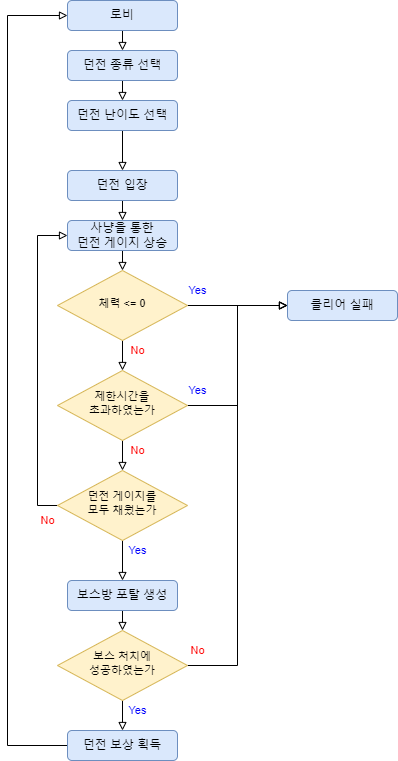 로비
던전 종류 선택
던전 난이도 선택
던전 입장
사냥을 통한
던전 게이지 상승
체력 <= 0
Yes
클리어 실패
No
제한시간을
초과하였는가
Yes
No
던전 게이지를
모두 채웠는가
No
Yes
보스방 포탈 생성
보스 처치에
성공하였는가
No
Yes
던전 보상 획득